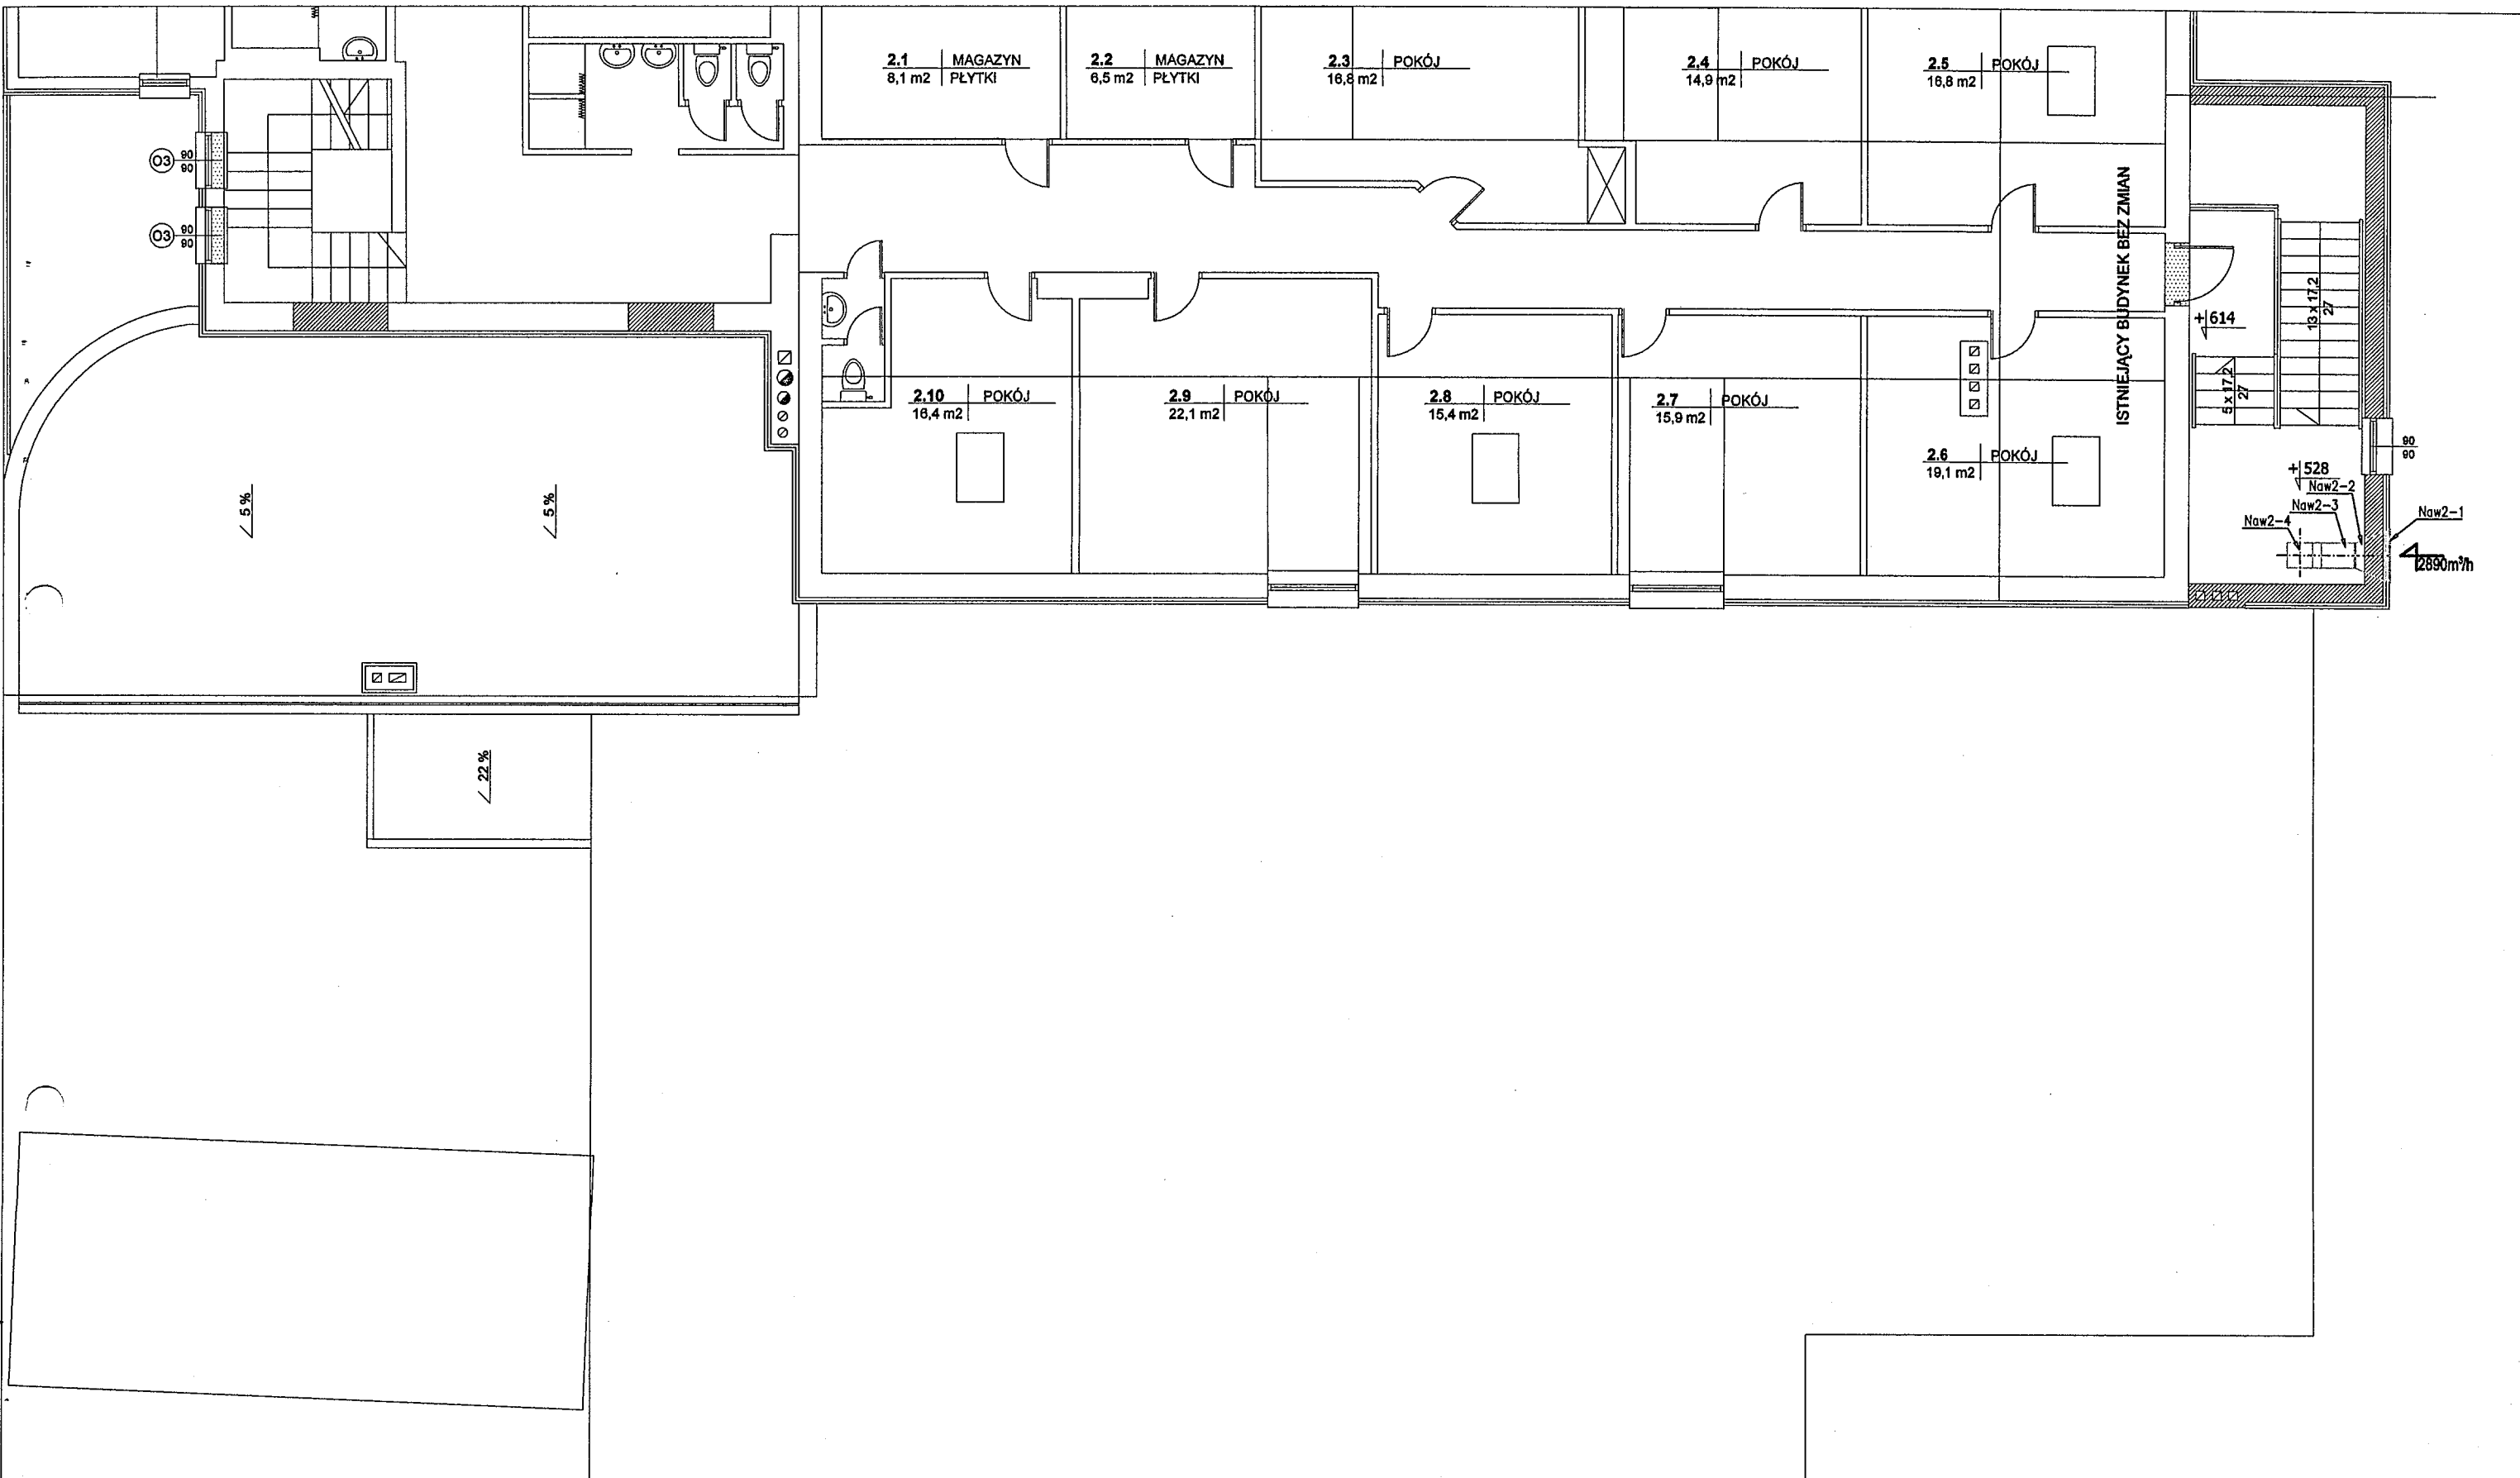 2.1 MAGAZYN
8,1 m2 PŁYTKI
2.2 MAGAZYN
6,5 m2 PŁYTKI
2.3 POKÓJ
16,8 m2
2.4 POKÓJ
14,9 m2
2.5 POKÓJ
16,8 m2
O3 90
90
O3 90
90
ISTNIEJĄCY BUDYNEK BEZ ZMIAN
+614
13 x 17,2
27
5 x 17,2
27
2.10 POKÓJ
16,4 m2
2.9 POKÓJ
22,1 m2
2.8 POKÓJ
15,4 m2
2.7 POKÓJ
15,9 m2
2.6 POKÓJ
19,1 m2
90
90
+528
Naw2-2
Naw2-3
Naw2-4
Naw2-1
2890m³/h
5 %
5 %
22 %